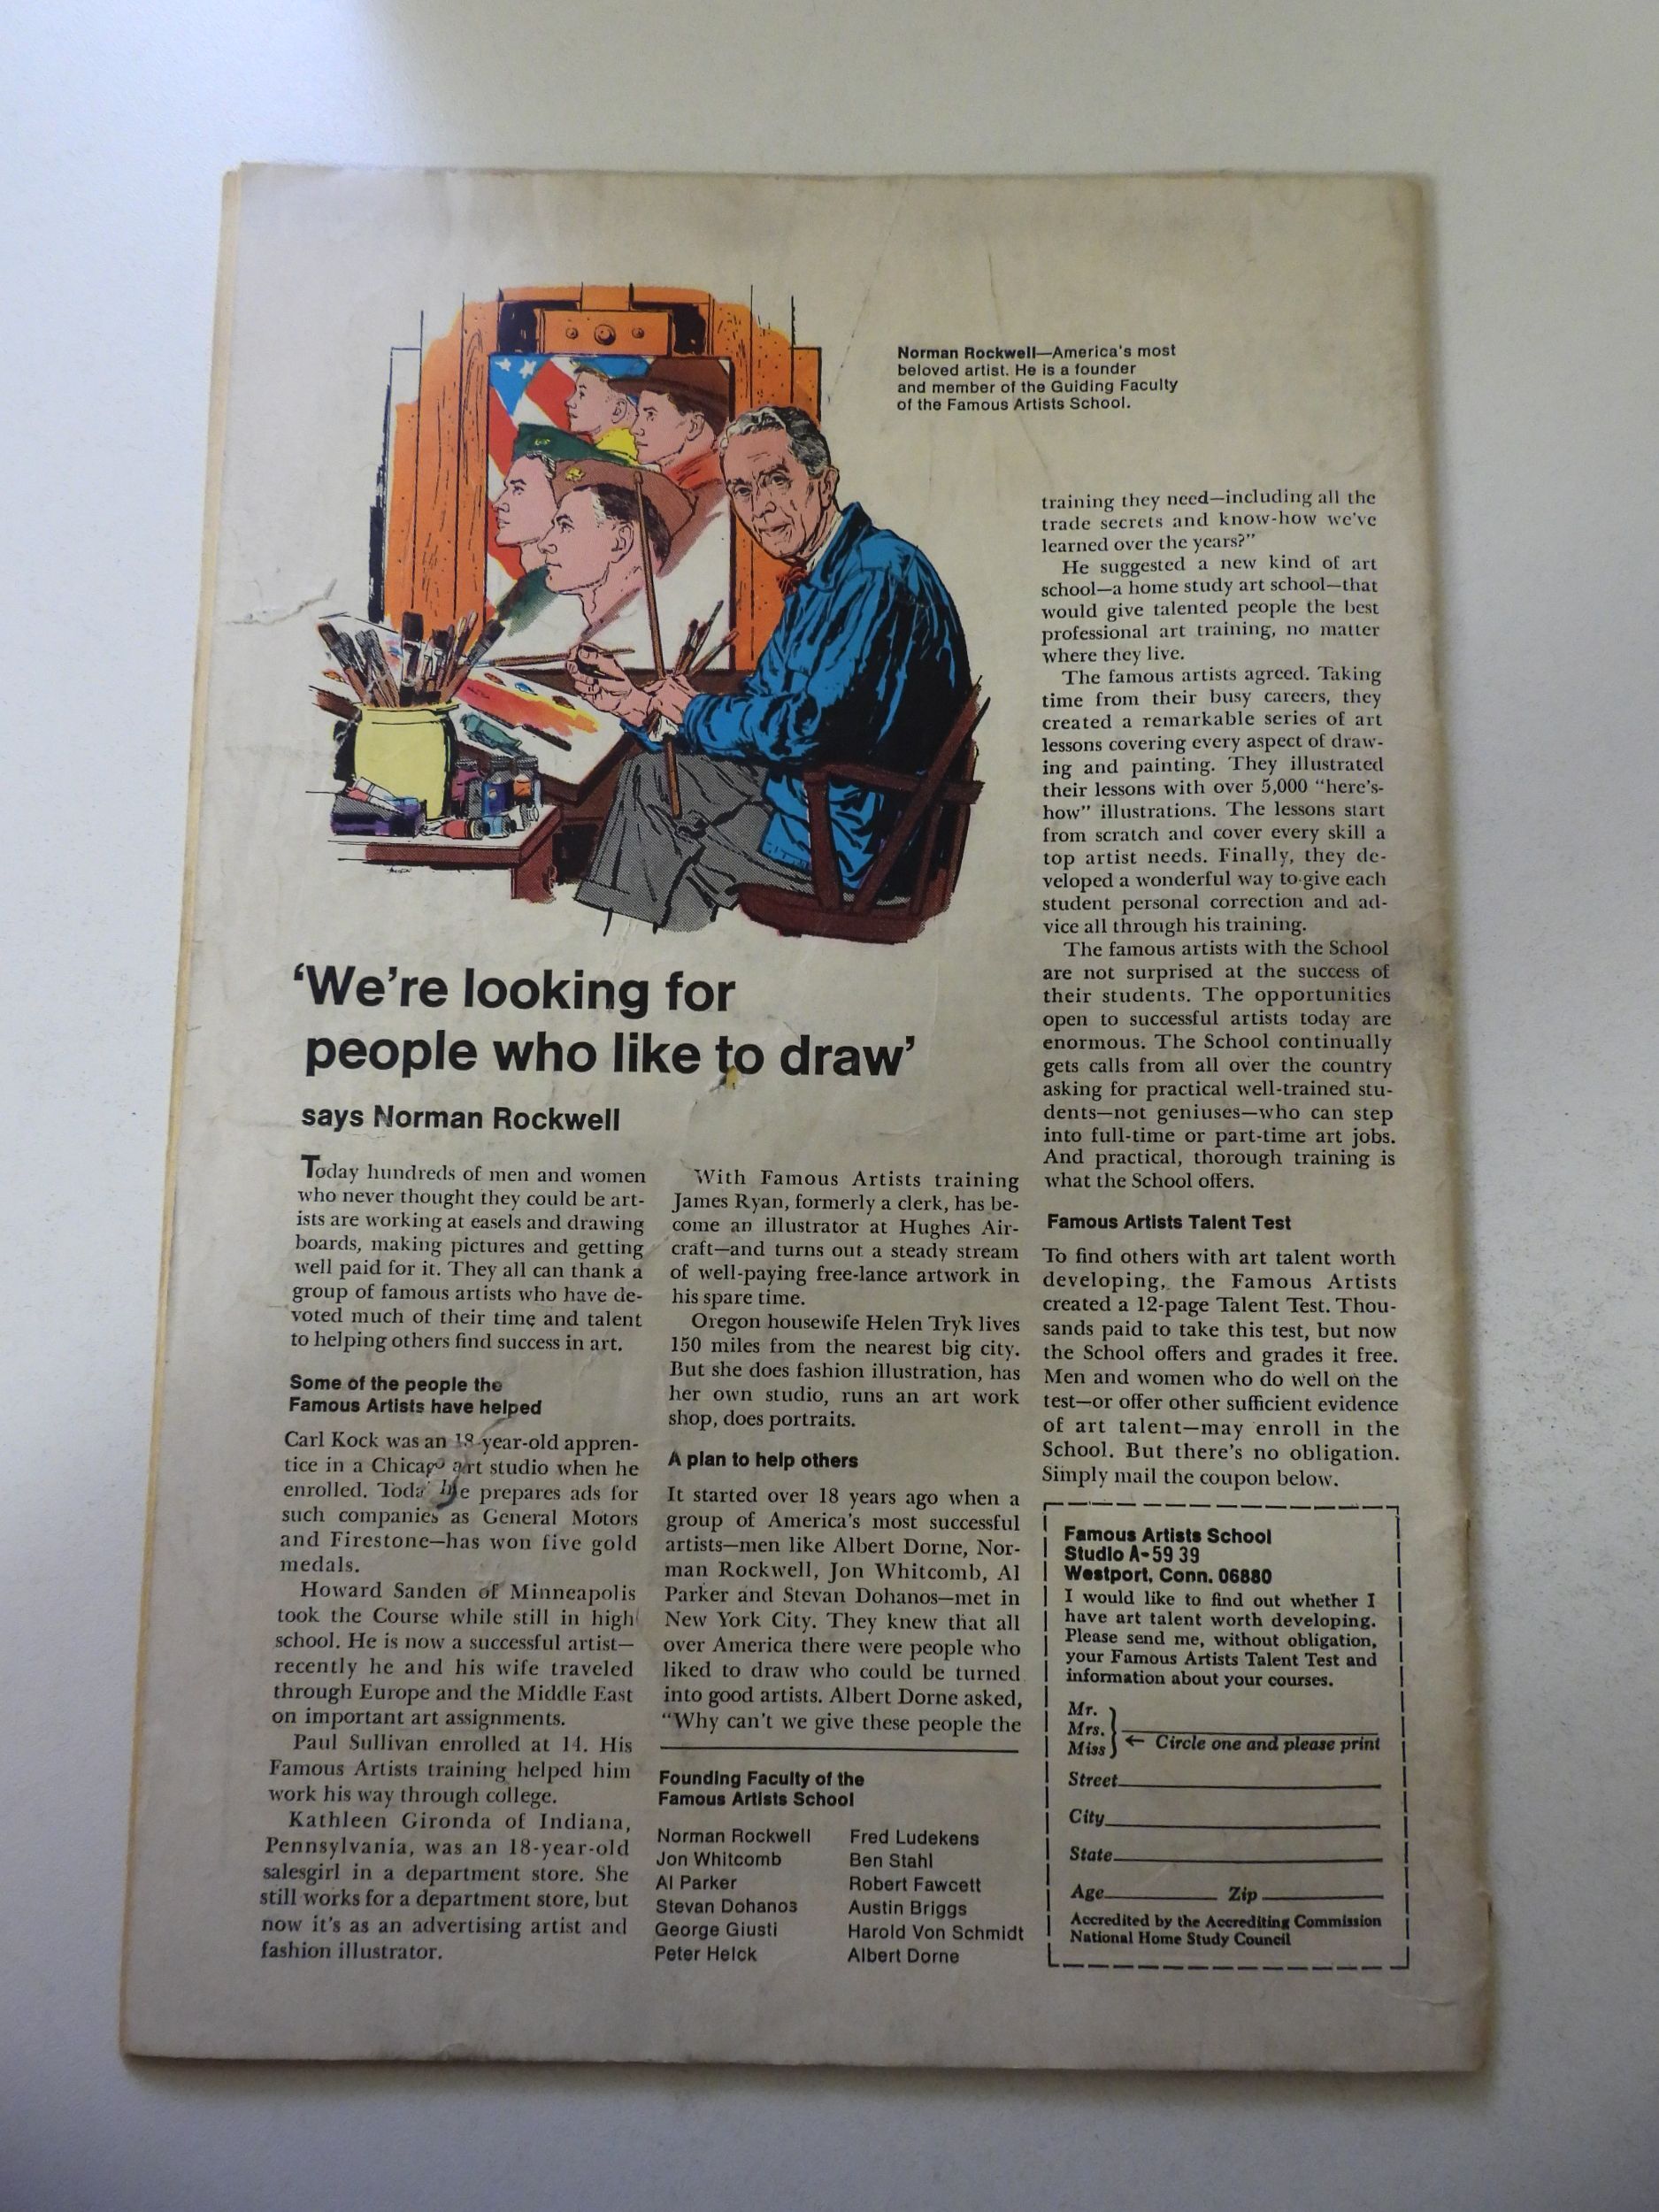 Norman Rockwell—America's most
beloved artist. He is a founder
and member of the Guiding Faculty
of the Famous Artists School.
'We're looking for
people who like to draw'
says Norman Rockwell
Today hundreds of men and women
who never thought they could be art-
ists are working at easels and drawing
boards, making pictures and getting
well paid for it. They all can thank a
group of famous artists who have de-
voted much of their time and talent
to helping others find success in art.
Some of the people the
Famous Artists have helped
Carl Kock was an 18-year-old appren-
tice in a Chicago art studio when he
enrolled. Today he prepares ads for
such companies as General Motors
and Firestone—has won five gold
medals.
Howard Sanden of Minneapolis
took the Course while still in high
school. He is now a successful artist—
recently he and his wife traveled
through Europe and the Middle East
on important art assignments.
Paul Sullivan enrolled at 14. His
Famous Artists training helped him
work his way through college.
Kathleen Gironda of Indiana,
Pennsylvania, was an 18-year-old
salesgirl in a department store. She
still works for a department store, but
now it's as an advertising artist and
fashion illustrator.
With Famous Artists training
James Ryan, formerly a clerk, has be-
come an illustrator at Hughes Air-
craft—and turns out a steady stream
of well-paying free-lance artwork in
his spare time.
Oregon housewife Helen Tryk lives
150 miles from the nearest big city.
But she does fashion illustration, has
her own studio, runs an art work
shop, does portraits.
A plan to help others
It started over 18 years ago when a
group of America's most successful
artists—men like Albert Dorne, Nor-
man Rockwell, Jon Whitcomb, Al
Parker and Stevan Dohanos—met in
New York City. They knew that all
over America there were people who
liked to draw who could be turned
into good artists. Albert Dorne asked,
"Why can't we give these people the
training they need—including all the
trade secrets and know-how we've
learned over the years?"
He suggested a new kind of art
school—a home study art school—that
would give talented people the best
professional art training, no matter
where they live.
The famous artists agreed. Taking
time from their busy careers, they
created a remarkable series of art
lessons covering every aspect of draw-
ing and painting. They illustrated
their lessons with over 5,000 "here's-
how" illustrations. The lessons start
from scratch and cover every skill a
top artist needs. Finally, they de-
veloped a wonderful way to give each
student personal correction and ad-
vice all through his training.
The famous artists with the School
are not surprised at the success of
their students. The opportunities
open to successful artists today are
enormous. The School continually
gets calls from all over the country
asking for practical well-trained stu-
dents—not geniuses—who can step
into full-time or part-time art jobs.
And practical, thorough training is
what the School offers.
Famous Artists Talent Test
To find others with art talent worth
developing, the Famous Artists
created a 12-page Talent Test. Thou-
sands paid to take this test, but now
the School offers and grades it free.
Men and women who do well on the
test—or offer other sufficient evidence
of art talent—may enroll in the
School. But there's no obligation.
Simply mail the coupon below.
Founding Faculty of the
Famous Artists School
Norman Rockwell
Jon Whitcomb
Al Parker
Stevan Dohanos
George Giusti
Peter Helck
Fred Ludekens
Ben Stahl
Robert Fawcett
Austin Briggs
Harold Von Schmidt
Albert Dorne
Famous Artists School
Studio A-59 39
Westport, Conn. 06880
I would like to find out whether I
have art talent worth developing.
Please send me, without obligation,
your Famous Artists Talent Test and
information about your courses.
Mr.
Mrs.
Miss
← Circle one and please print
Street
City
State
Age Zip
Accredited by the Accrediting Commission
National Home Study Council